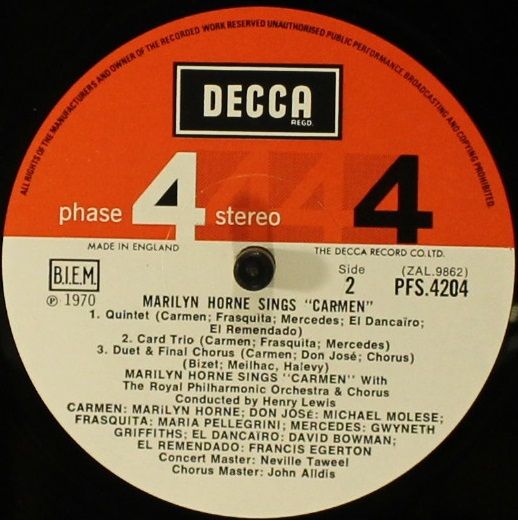 ALL RIGHTS OF THE MANUFACTURERS AND OWNER OF THE RECORDED WORK RESERVED UNAUTHORISED PUBLIC PERFORMANCE, BROADCASTING AND COPYING PROHIBITED.
DECCA
REGD.
phase 4 stereo 4
MADE IN ENGLAND
THE DECCA RECORD CO.LTD.
B.I.E.M.
℗ 1970
Side
2
(ZAL.9862)
PFS.4204
MARILYN HORNE SINGS "CARMEN"
1. Quintet (Carmen; Frasquita; Mercedes; El Dancaïro;
El Remendado)
2. Card Trio (Carmen; Frasquita; Mercedes)
3. Duet & Final Chorus (Carmen; Don José; Chorus)
(Bizet; Meilhac, Halevy)
MARILYN HORNE SINGS "CARMEN" With
The Royal Philharmonic Orchestra & Chorus
Conducted by Henry Lewis
CARMEN: MARILYN HORNE; DON JOSÉ: MICHAEL MOLESE;
FRASQUITA: MARIA PELLEGRINI; MERCEDES: GWYNETH
GRIFFITHS; EL DANCAÏRO: DAVID BOWMAN;
EL REMENDADO: FRANCIS EGERTON
Concert Master: Neville Taweel
Chorus Master: John Alldis